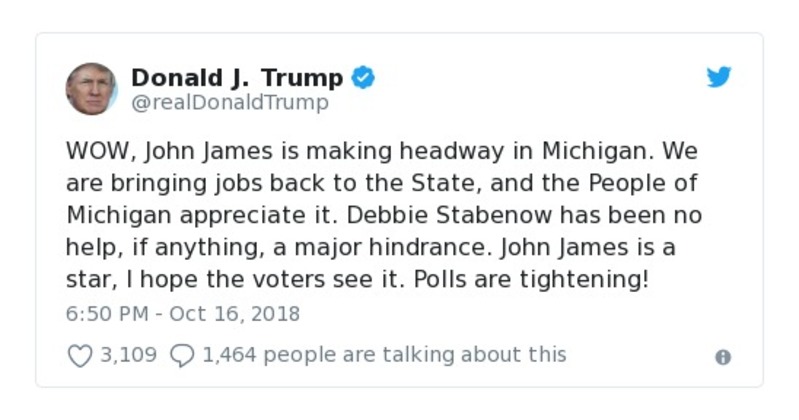 Donald J. Trump
@realDonaldTrump
WOW, John James is making headway in Michigan. We
are bringing jobs back to the State, and the People of
Michigan appreciate it. Debbie Stabenow has been no
help, if anything, a major hindrance. John James is a
star, I hope the voters see it. Polls are tightening!
6:50 PM - Oct 16, 2018
3,109 1,464 people are talking about this